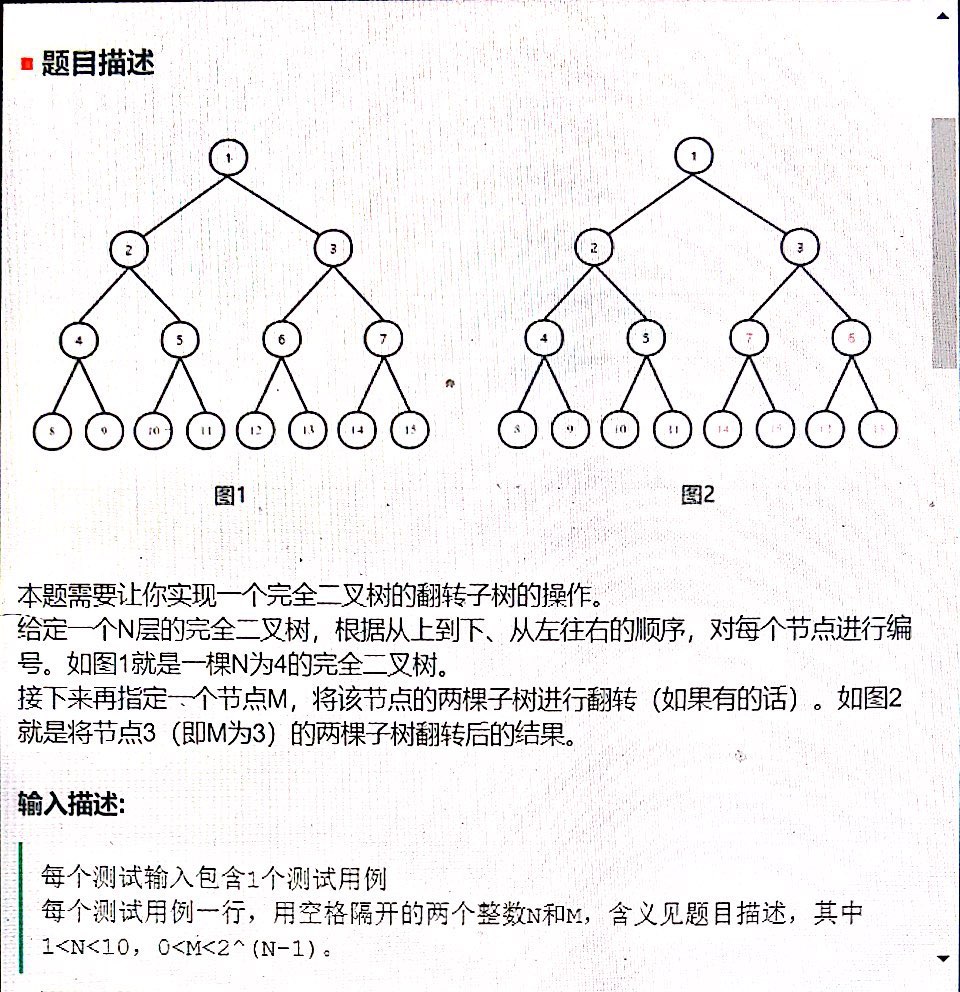 题目描述
1 1
2 3 2 3
4 5 6 7 4 5 7 6
8 9 10 11 12 13 14 15 8 9 10 11 14 15 12 13
图1 图2
本题需要让你实现一个完全二叉树的翻转子树的操作。
给定一个N层的完全二叉树，根据从上到下、从左往右的顺序，对每个节点进行编
号。如图1就是一棵N为4的完全二叉树。
接下来再指定一个节点M，将该节点的两棵子树进行翻转（如果有的话）。如图2
就是将节点3（即M为3）的两棵子树翻转后的结果。
输入描述:
每个测试输入包含1个测试用例
每个测试用例一行，用空格隔开的两个整数N和M，含义见题目描述，其中
1<N<10，0<M<2^(N-1)。